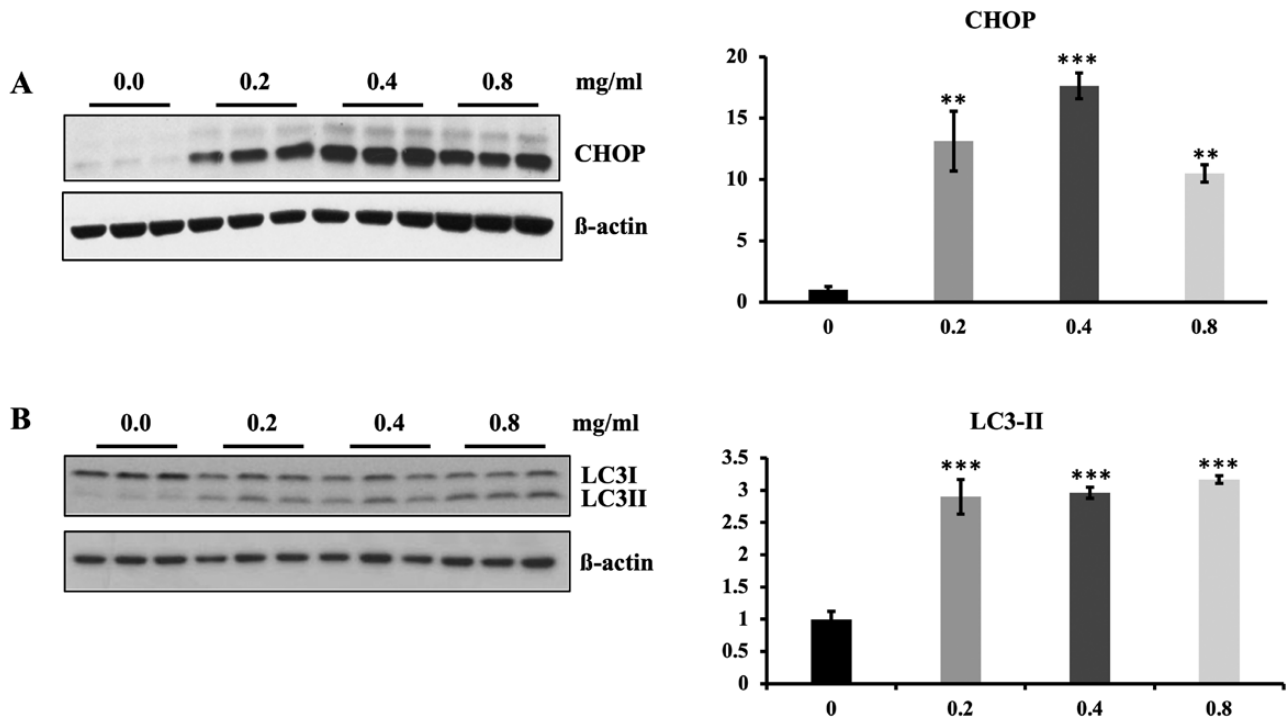 CHOP
A
0.0 0.2 0.4 0.8 mg/ml
CHOP
ß-actin
20
15
10
5
0
** *** **
0 0.2 0.4 0.8
B
0.0 0.2 0.4 0.8 mg/ml
LC3I
LC3II
ß-actin
LC3-II
3.5
3
2.5
2
1.5
1
0.5
0
*** *** ***
0 0.2 0.4 0.8